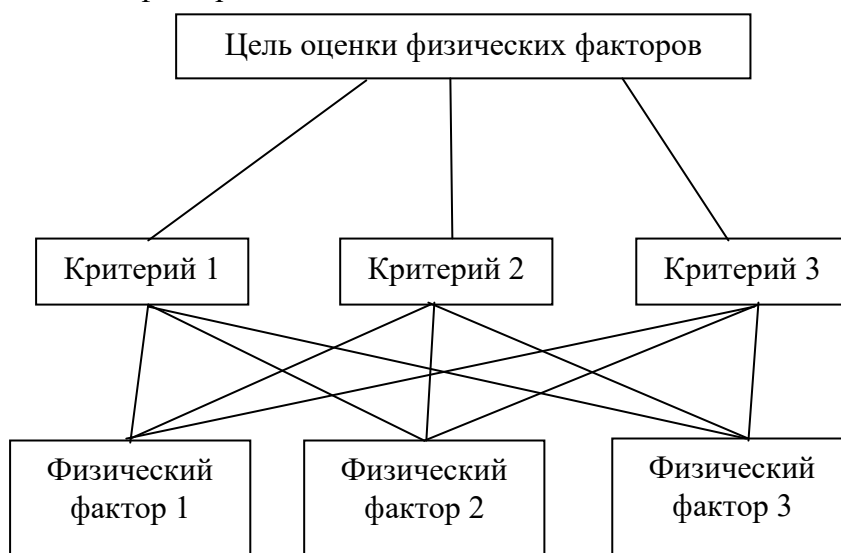 Цель оценки физических факторов
Критерий 1
Критерий 2
Критерий 3
Физический
фактор 1
Физический
фактор 2
Физический
фактор 3